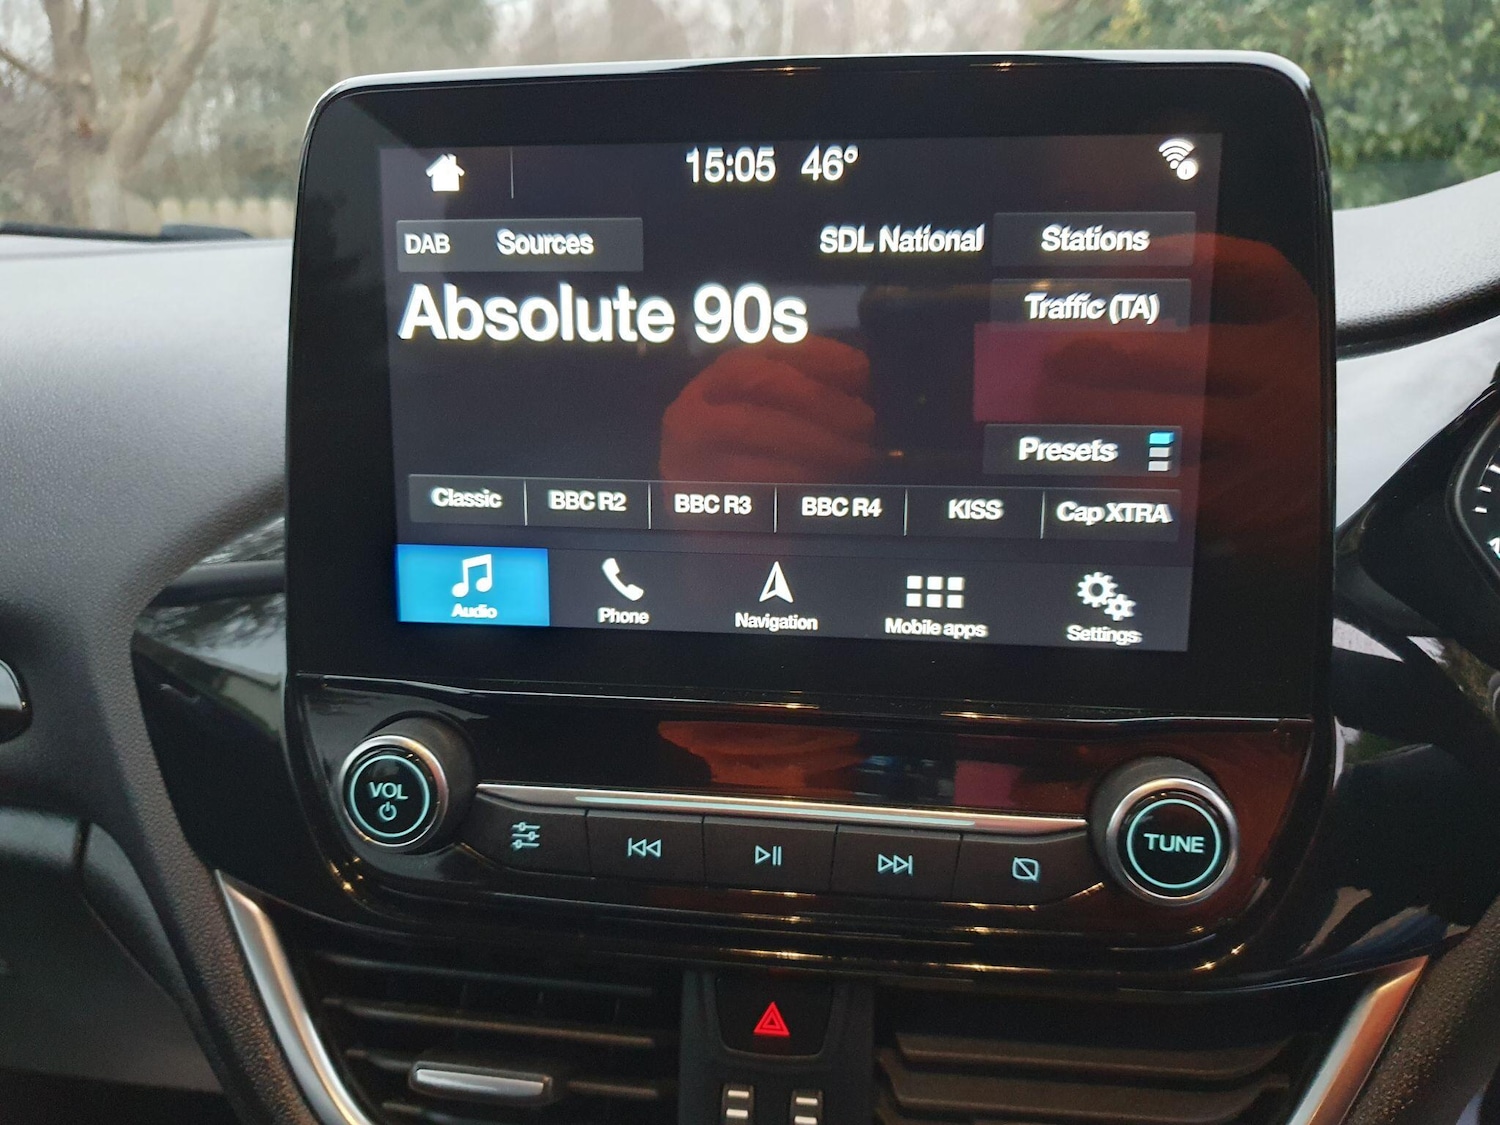 15:05 46°
DAB Sources SDL National Stations
Absolute 90s Traffic (TA)
Presets
Classic BBC R2 BBC R3 BBC R4 KISS Cap XTRA
Audio Phone Navigation Mobile apps Settings
VOL
TUNE